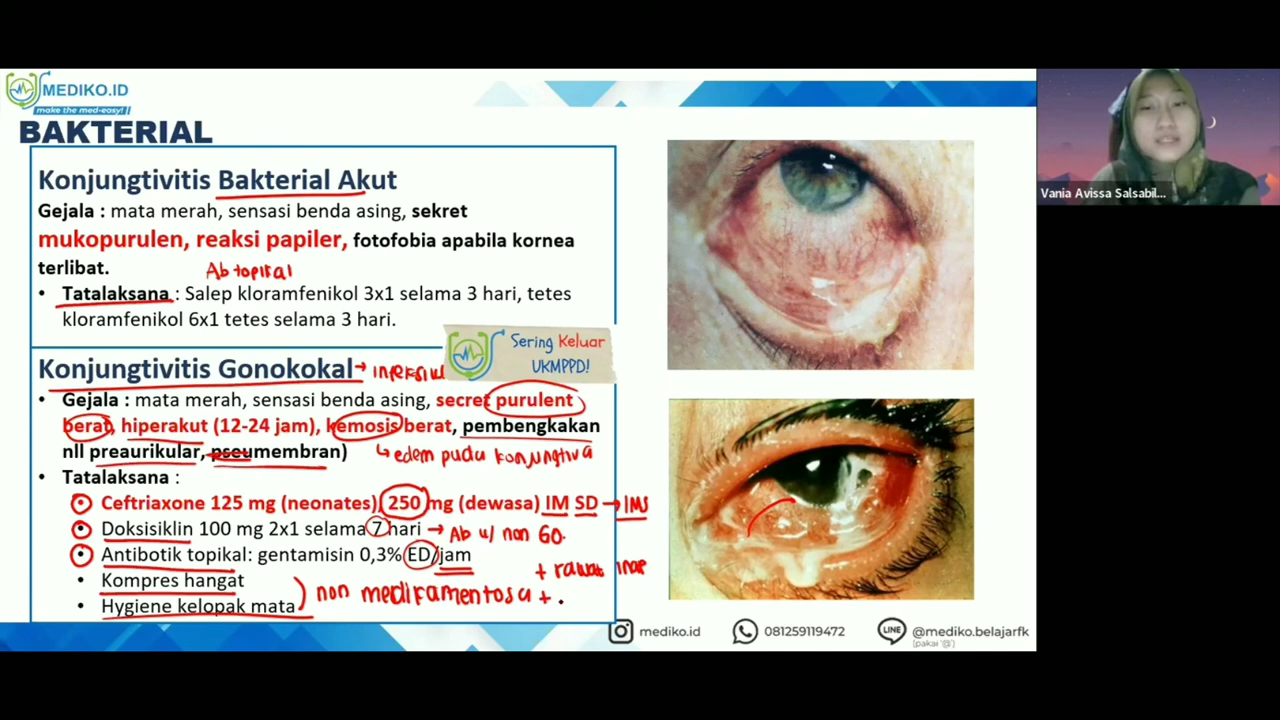 MEDIKO.ID
make the med-easy!!
BAKTERIAL
Konjungtivitis Bakterial Akut
Gejala : mata merah, sensasi benda asing, sekret
mukopurulen, reaksi papiler, fotofobia apabila kornea
terlibat.
Ab topikal
• Tatalaksana : Salep kloramfenikol 3x1 selama 3 hari, tetes
kloramfenikol 6x1 tetes selama 3 hari.
Sering Keluar
UKMPPD!
Konjungtivitis Gonokokal
• Gejala : mata merah, sensasi benda asing, secret purulent
berat, hiperakut (12-24 jam), kemosis berat, pembengkakan
nll preaurikular, pseumembran)
edem pada konjungtiva
• Tatalaksana :
• Ceftriaxone 125 mg (neonates), 250 mg (dewasa) IM SD → IMS
• Doksisiklin 100 mg 2x1 selama 7 hari → Ab u/ non GO.
• Antibotik topikal: gentamisin 0,3% ED/jam
+ rawat inap
• Kompres hangat
• Hygiene kelopak mata
non medikamentosa +
mediko.id
081259119472
@mediko.belajarfk
(pakai '@')
Vania Avissa Salsabil...